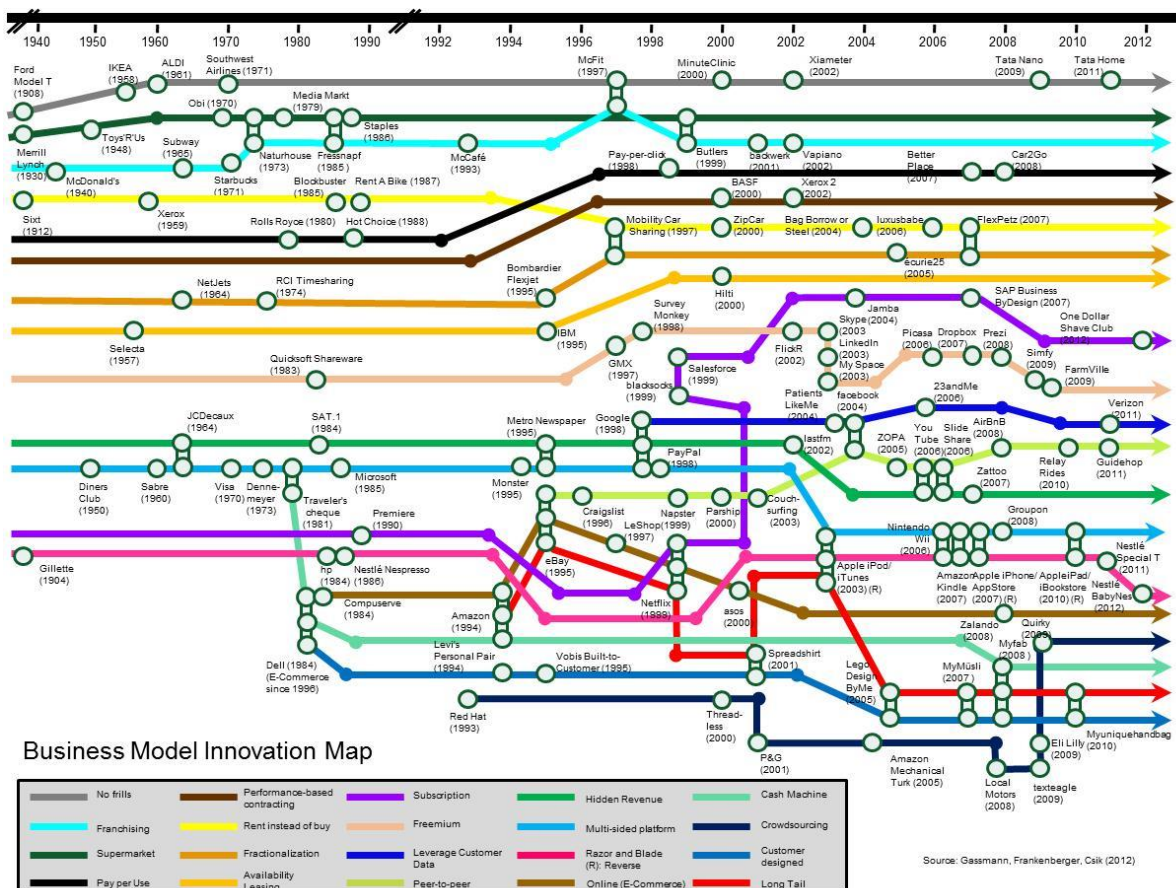 1940 1950 1960 1970 1980 1990 1992 1994 1996 1998 2000 2002 2004 2006 2008 2010 2012
Ford
Model T
(1908)
IKEA
(1958)
ALDI
(1961)
Southwest
Airlines (1971)
McFit
(1997)
MinuteClinic
(2000)
Xiameter
(2002)
Tata Nano
(2009)
Tata Home
(2011)
Merrill
Lynch
(1930)
Toys'R'Us
(1948)
Obi (1970)
Media Markt
(1979)
Staples
(1986)
McDonald's
(1940)
Subway
(1965)
Starbucks
(1971)
Naturhouse
(1973)
Fressnapf
(1985)
McCafé
(1993)
Butlers
(1999)
backwerk
(2001)
Vapiano
(2002)
Pay-per-click
(1998)
Better
Place
(2007)
Car2Go
(2008)
Sixt
(1912)
Xerox
(1959)
Blockbuster
(1985)
Rent A Bike (1987)
Rolls Royce (1980)
Hot Choice (1988)
BASF
(2000)
Xerox 2
(2002)
Mobility Car
Sharing (1997)
ZipCar
(2000)
Bag Borrow or
Steel (2004)
luxusbabe
(2006)
FlexPetz (2007)
NetJets
(1964)
RCI Timesharing
(1974)
Bombardier
Flexjet
(1995)
écurie25
(2005)
Selecta
(1957)
IBM
(1995)
Hilti
(2000)
Jamba
(2004)
SAP Business
ByDesign (2007)
One Dollar
Shave Club
(2012)
Quicksoft Shareware
(1983)
GMX
(1997)
Survey
Monkey
(1998)
FlickR
(2002)
Skype
(2003
LinkedIn
(2003)
My Space
(2003)
facebook
(2004)
Picasa
(2006)
Dropbox
(2007)
Prezi
(2008)
Simfy
(2009)
FarmVille
(2009)
Salesforce
(1999)
blacksocks
(1999)
Patients
LikeMe
(2004)
23andMe
(2006)
Verizon
(2011)
JCDecaux
(1964)
SAT.1
(1984)
Metro Newspaper
(1995)
Google
(1998)
lastfm
(2002)
ZOPA
(2005)
You
Tube
(2006)
Slide
Share
(2006)
AirBnB
(2008)
Relay
Rides
(2010)
Guidehop
(2011)
Zattoo
(2007)
Diners
Club
(1950)
Sabre
(1960)
Visa
(1970)
Denne-
meyer
(1973)
Traveler's
cheque
(1981)
Microsoft
(1985)
Monster
(1995)
PayPal
(1998)
Craigslist
(1996)
Napster
(1999)
Parship
(2000)
Couch-
surfing
(2003)
Gillette
(1904)
Premiere
(1990)
hp
(1984)
Nestlé Nespresso
(1986)
Compuserve
(1984)
eBay
(1995)
LeShop
(1997)
Netflix
(1999)
asos
(2000)
Apple iPod/
iTunes
(2003) (R)
Nintendo
Wii
(2006)
Groupon
(2008)
Amazon
Kindle
(2007)
Apple iPhone/
AppStore
(2007) (R)
Apple iPad/
iBookstore
(2010) (R)
Nestlé
Special T
(2011)
Nestlé
BabyNes
(2012)
Amazon
(1994)
Dell (1984)
(E-Commerce
since 1996)
Levi's
Personal Pair
(1994)
Vobis Built-to-
Customer (1995)
Spreadshirt
(2001)
Zalando
(2008)
Myfab
(2008)
Quirky
(2009)
Lego
Design
ByMe
(2005)
MyMüsli
(2007)
Myuniquehandbag
(2010)
Red Hat
(1993)
Thread-
less
(2000)
P&G
(2001)
Amazon
Mechanical
Turk (2005)
Local
Motors
(2008)
Eli Lilly
(2009)
texteagle
(2009)
Business Model Innovation Map
No frills
Performance-based
contracting
Subscription
Hidden Revenue
Cash Machine
Franchising
Rent instead of buy
Freemium
Multi-sided platform
Crowdsourcing
Supermarket
Fractionalization
Leverage Customer
Data
Razor and Blade
(R): Reverse
Customer
designed
Pay per Use
Availability
Leasing
Peer-to-peer
Online (E-Commerce)
Long Tail
Source: Gassmann, Frankenberger, Csik (2012)